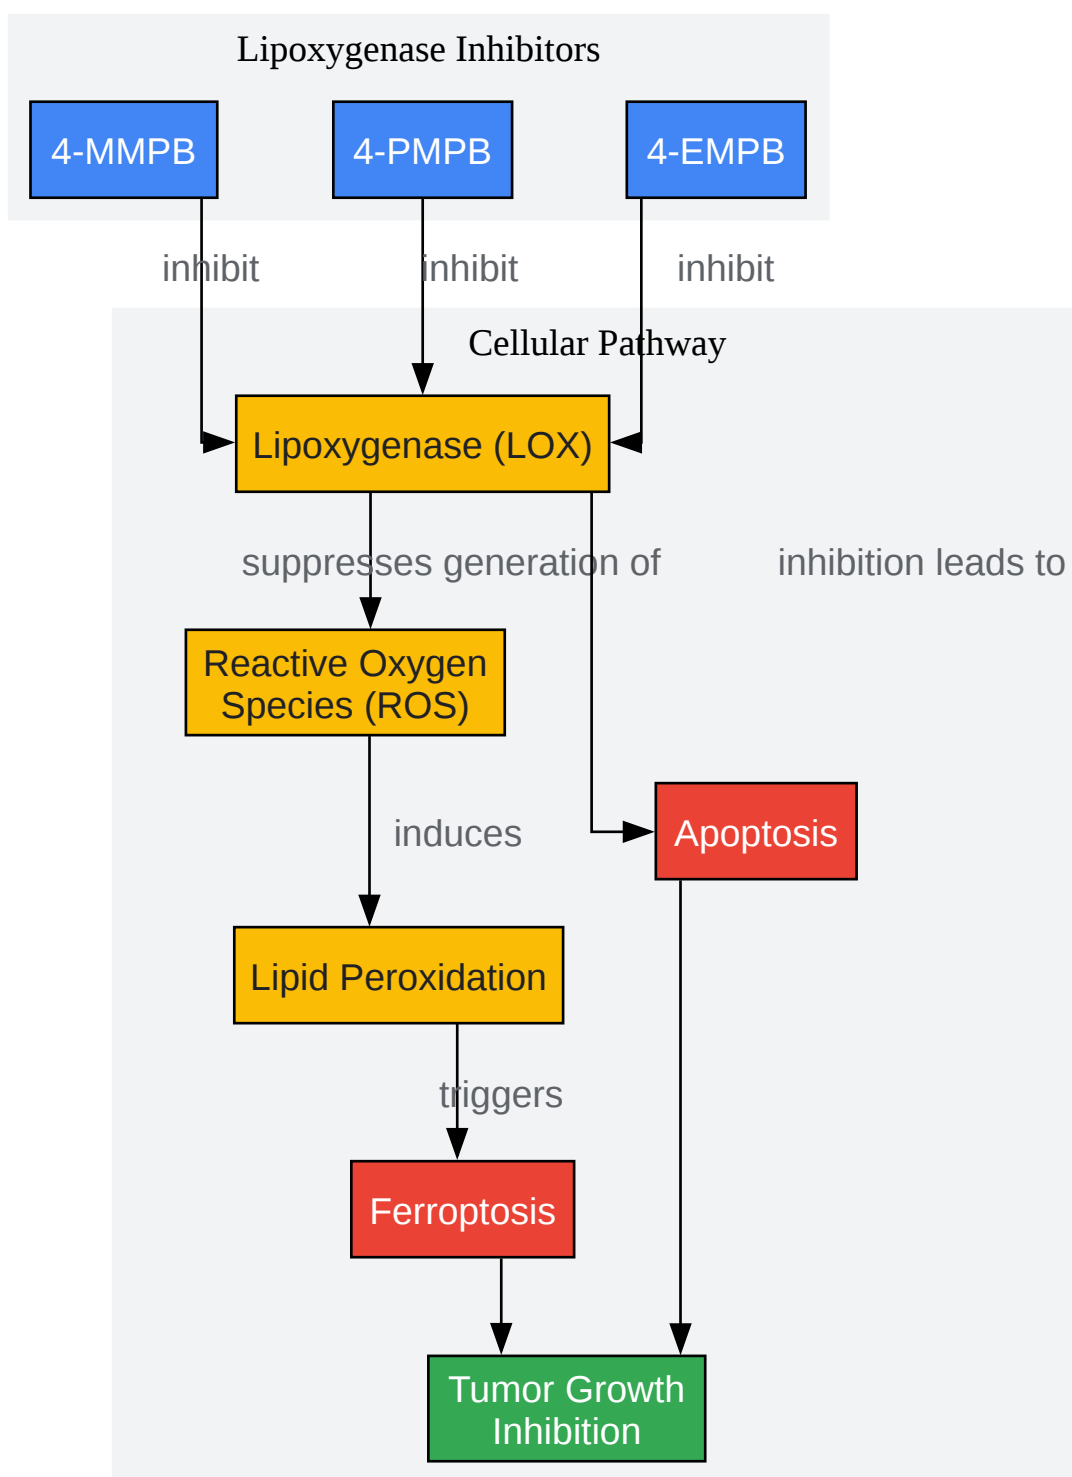 Lipoxygenase Inhibitors
4-MMPB
4-PMPB
4-EMPB
inhibit
inhibit
inhibit
Cellular Pathway
Lipoxygenase (LOX)
suppresses generation of
inhibition leads to
Reactive Oxygen
Species (ROS)
induces
Apoptosis
Lipid Peroxidation
triggers
Ferroptosis
Tumor Growth
Inhibition